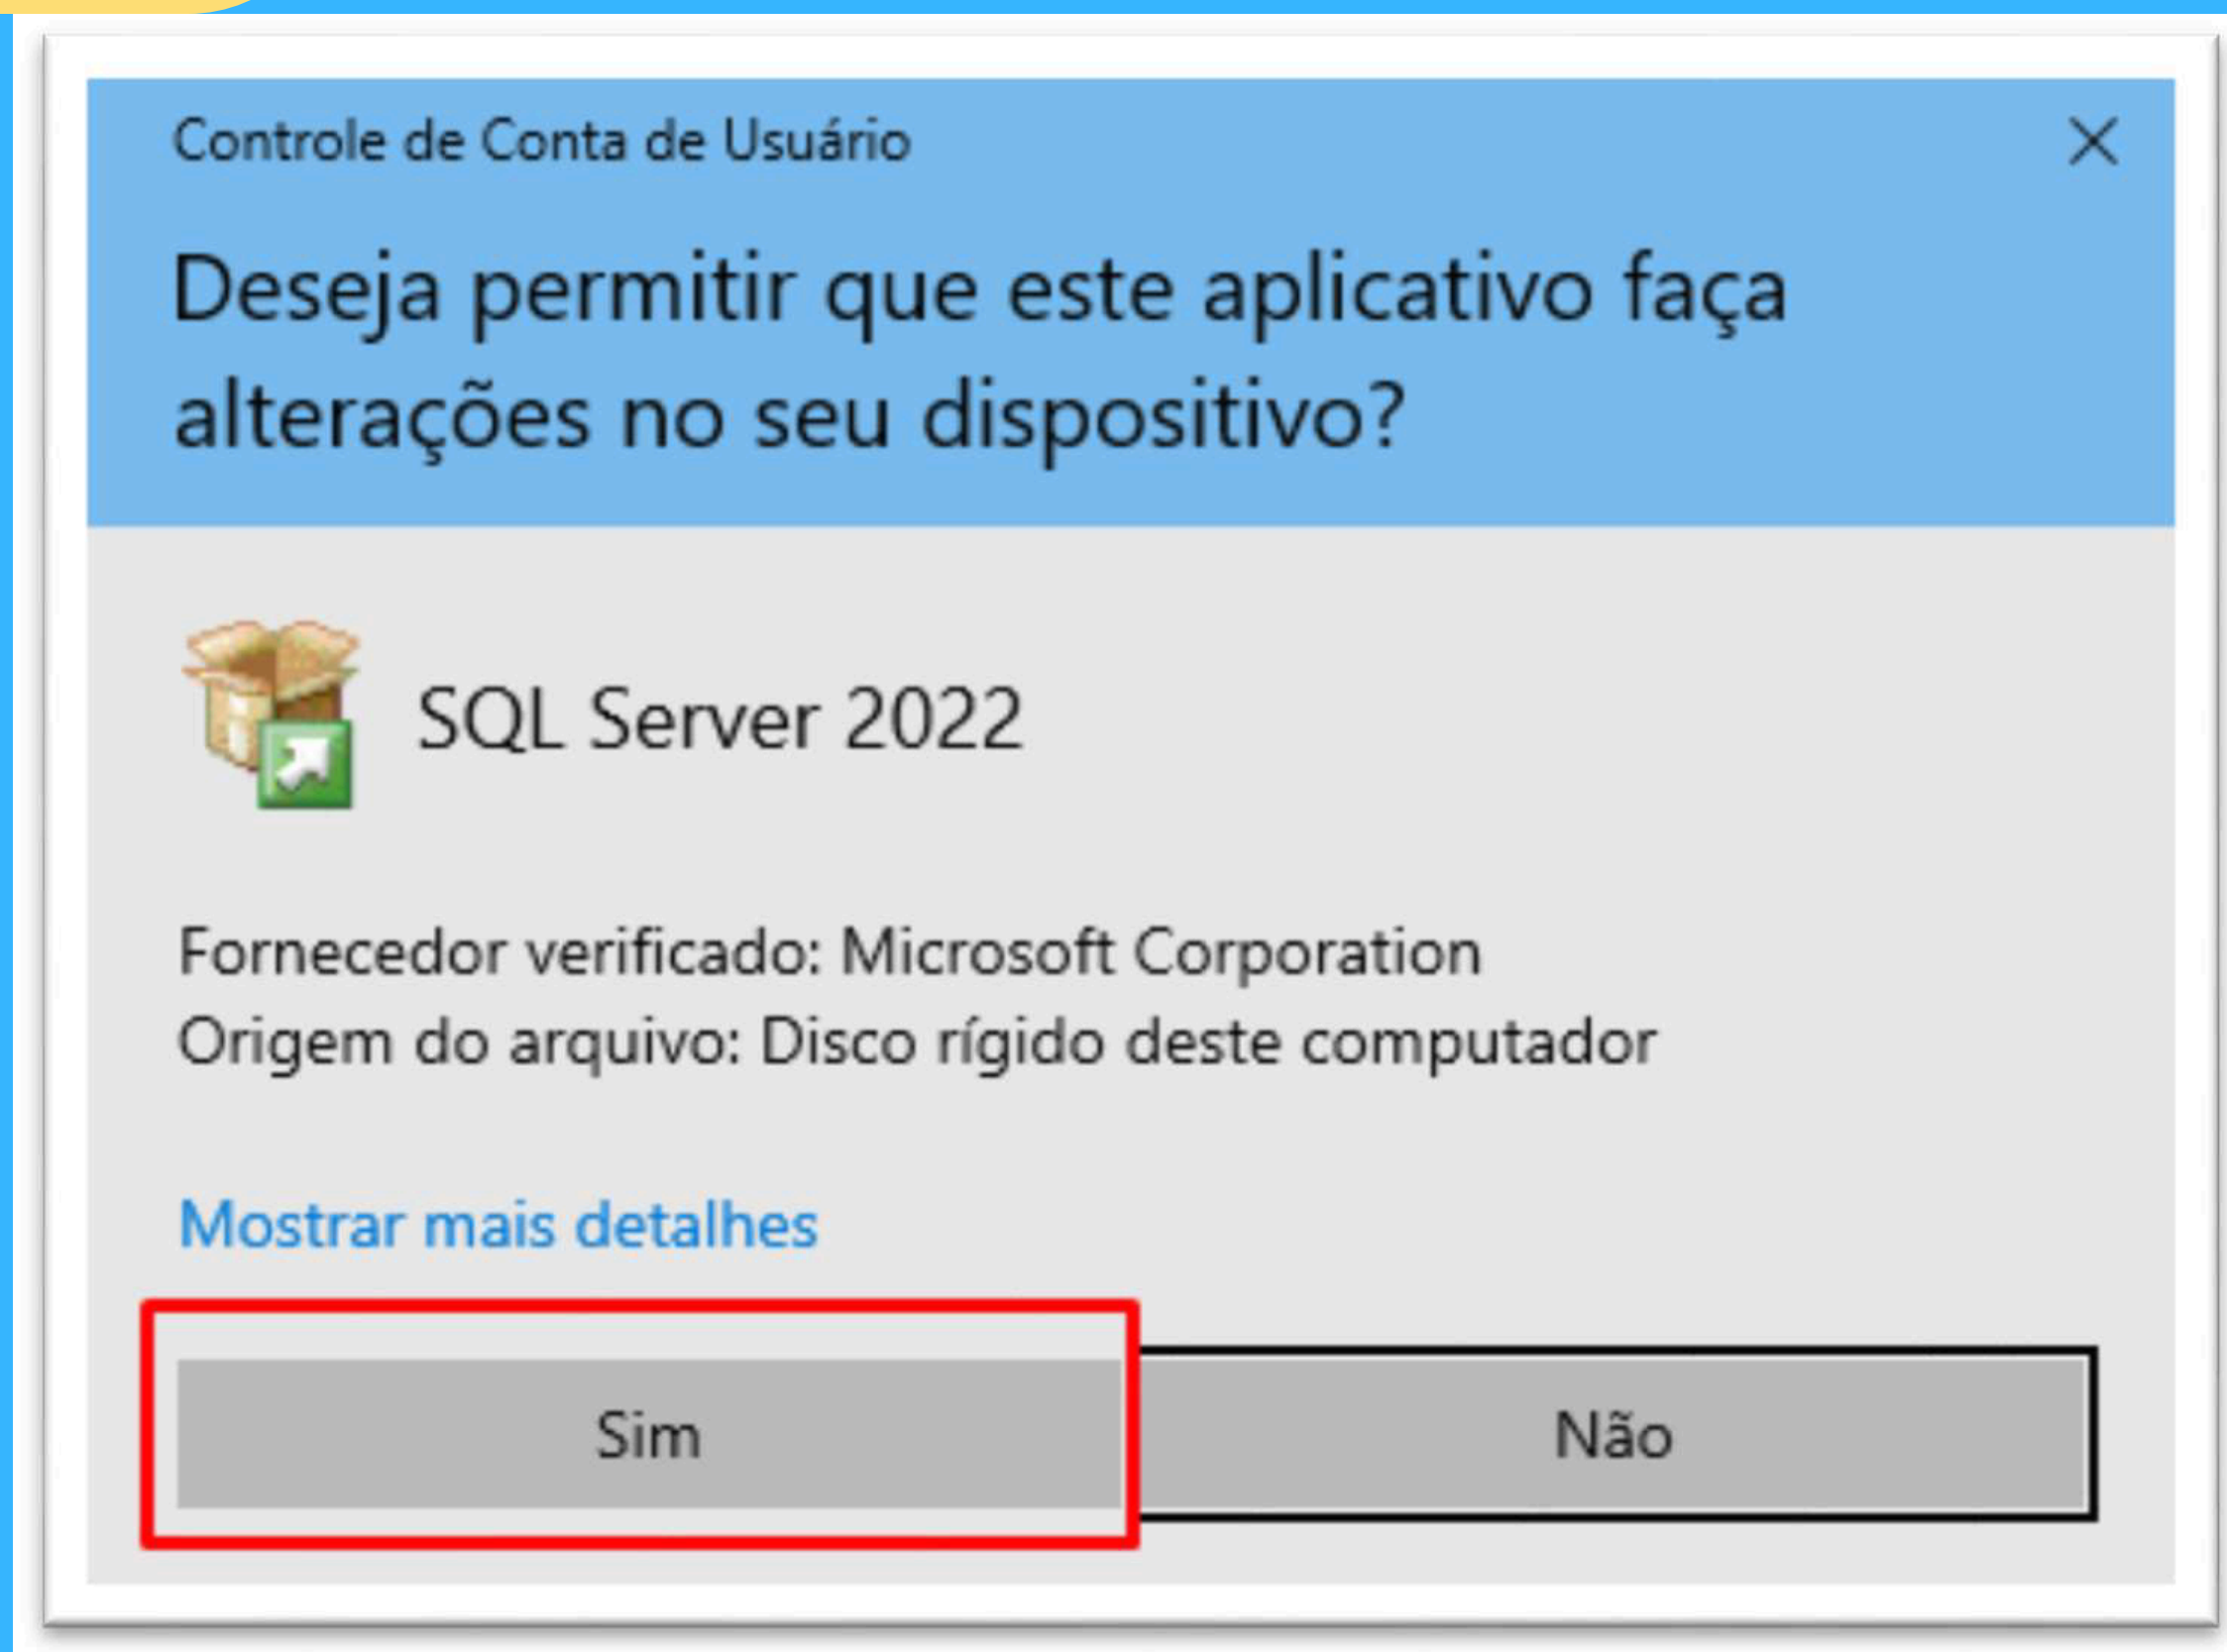 Controle de Conta de Usuário
Deseja permitir que este aplicativo faça
alterações no seu dispositivo?
SQL Server 2022
Fornecedor verificado: Microsoft Corporation
Origem do arquivo: Disco rígido deste computador
Mostrar mais detalhes
Sim
Não